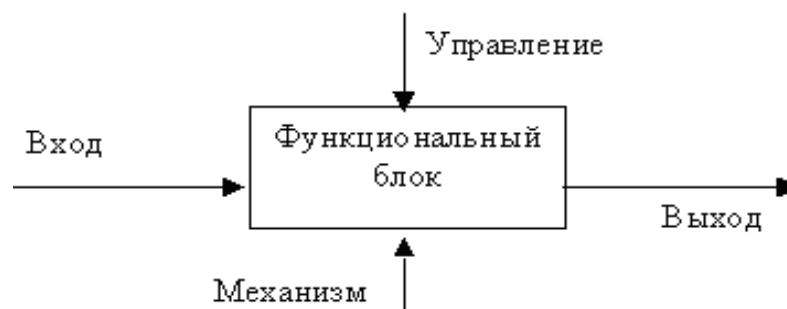 Управление
Вход
Функциональный
блок
Выход
Механизм